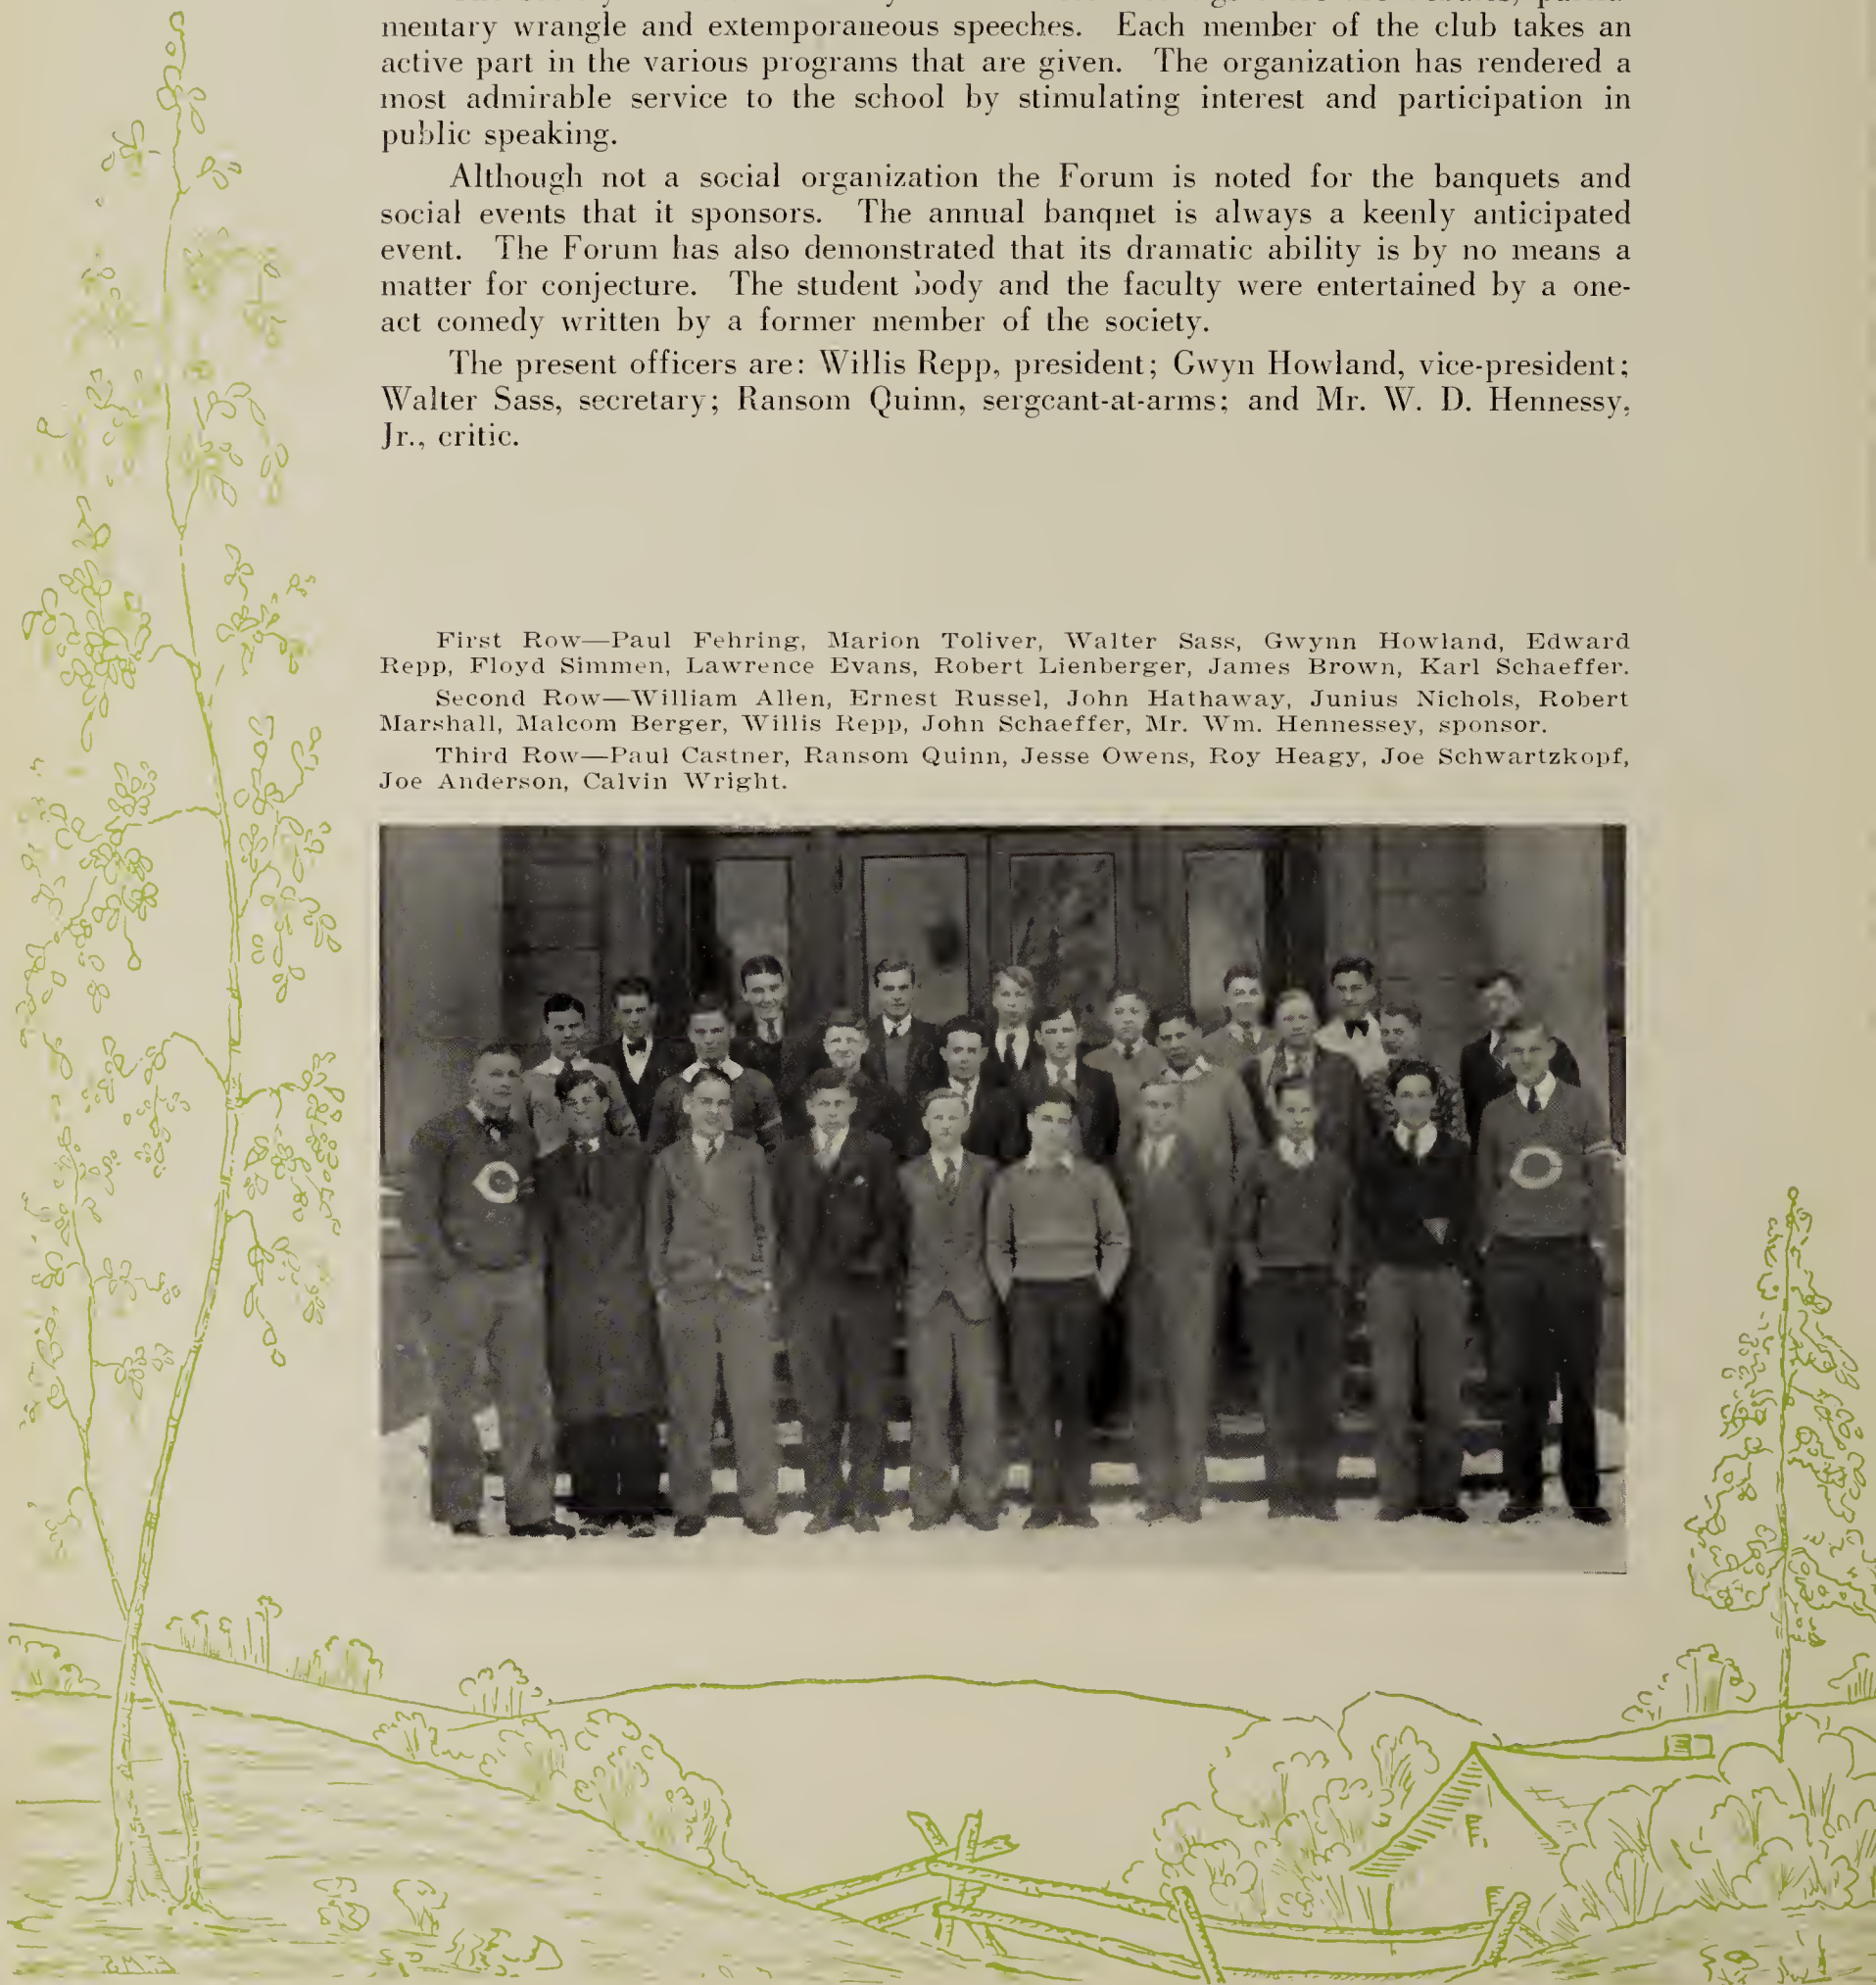 mentary wrangle and extemporaneous speeches. Each member of the club takes an
active part in the various programs that are given. The organization has rendered a
most admirable service to the school by stimulating interest and participation in
public speaking.
Although not a social organization the Forum is noted for the banquets and
social events that it sponsors. The annual banquet is always a keenly anticipated
event. The Forum has also demonstrated that its dramatic ability is by no means a
matter for conjecture. The student body and the faculty were entertained by a one-
act comedy written by a former member of the society.
The present officers are: Willis Repp, president; Gwyn Howland, vice-president;
Walter Sass, secretary; Ransom Quinn, sergeant-at-arms; and Mr. W. D. Hennessy,
Jr., critic.
First Row—Paul Fehring, Marion Toliver, Walter Sass, Gwynn Howland, Edward
Repp, Floyd Simmen, Lawrence Evans, Robert Lienberger, James Brown, Karl Schaeffer.
Second Row—William Allen, Ernest Russel, John Hathaway, Junius Nichols, Robert
Marshall, Malcom Berger, Willis Repp, John Schaeffer, Mr. Wm. Hennessey, sponsor.
Third Row—Paul Castner, Ransom Quinn, Jesse Owens, Roy Heagy, Joe Schwartzkopf,
Joe Anderson, Calvin Wright.
C C